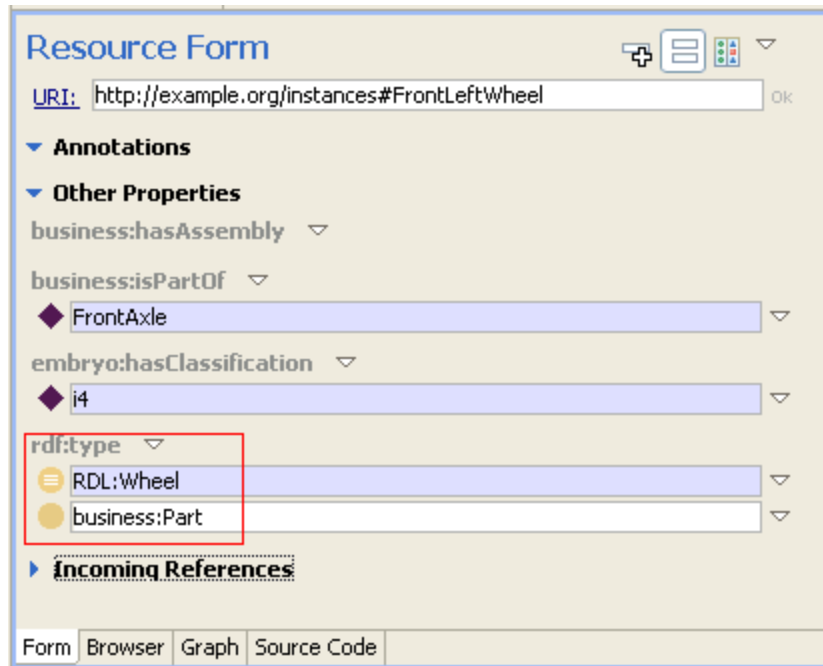 Resource Form
URI: http://example.org/instances#FrontLeftWheel Ok
Annotations
Other Properties
business:hasAssembly
business:isPartOf
FrontAxle
embryo:hasClassification
i4
rdf:type
RDL:Wheel
business:Part
Incoming References
Form Browser Graph Source Code